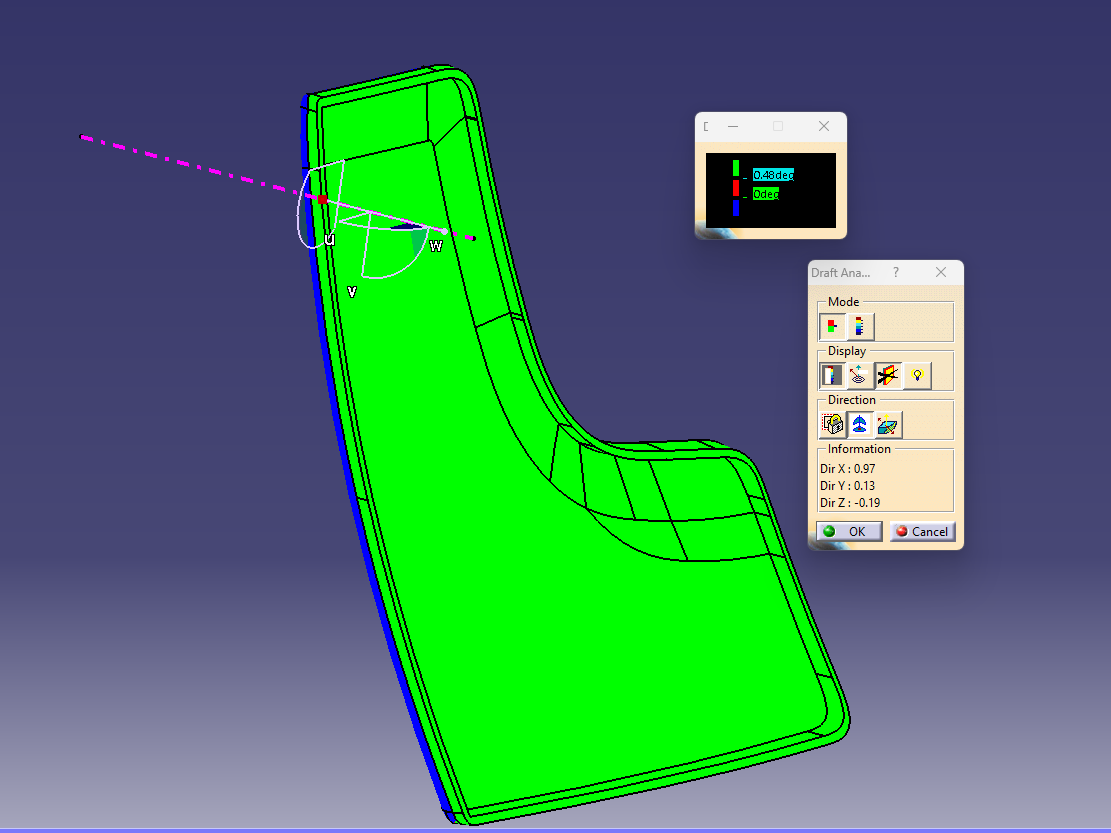 0.48deg
0deg
u
w
v
Draft Ana...
?
Mode
Display
Direction
Information
Dir X : 0.97
Dir Y : 0.13
Dir Z : -0.19
OK
Cancel